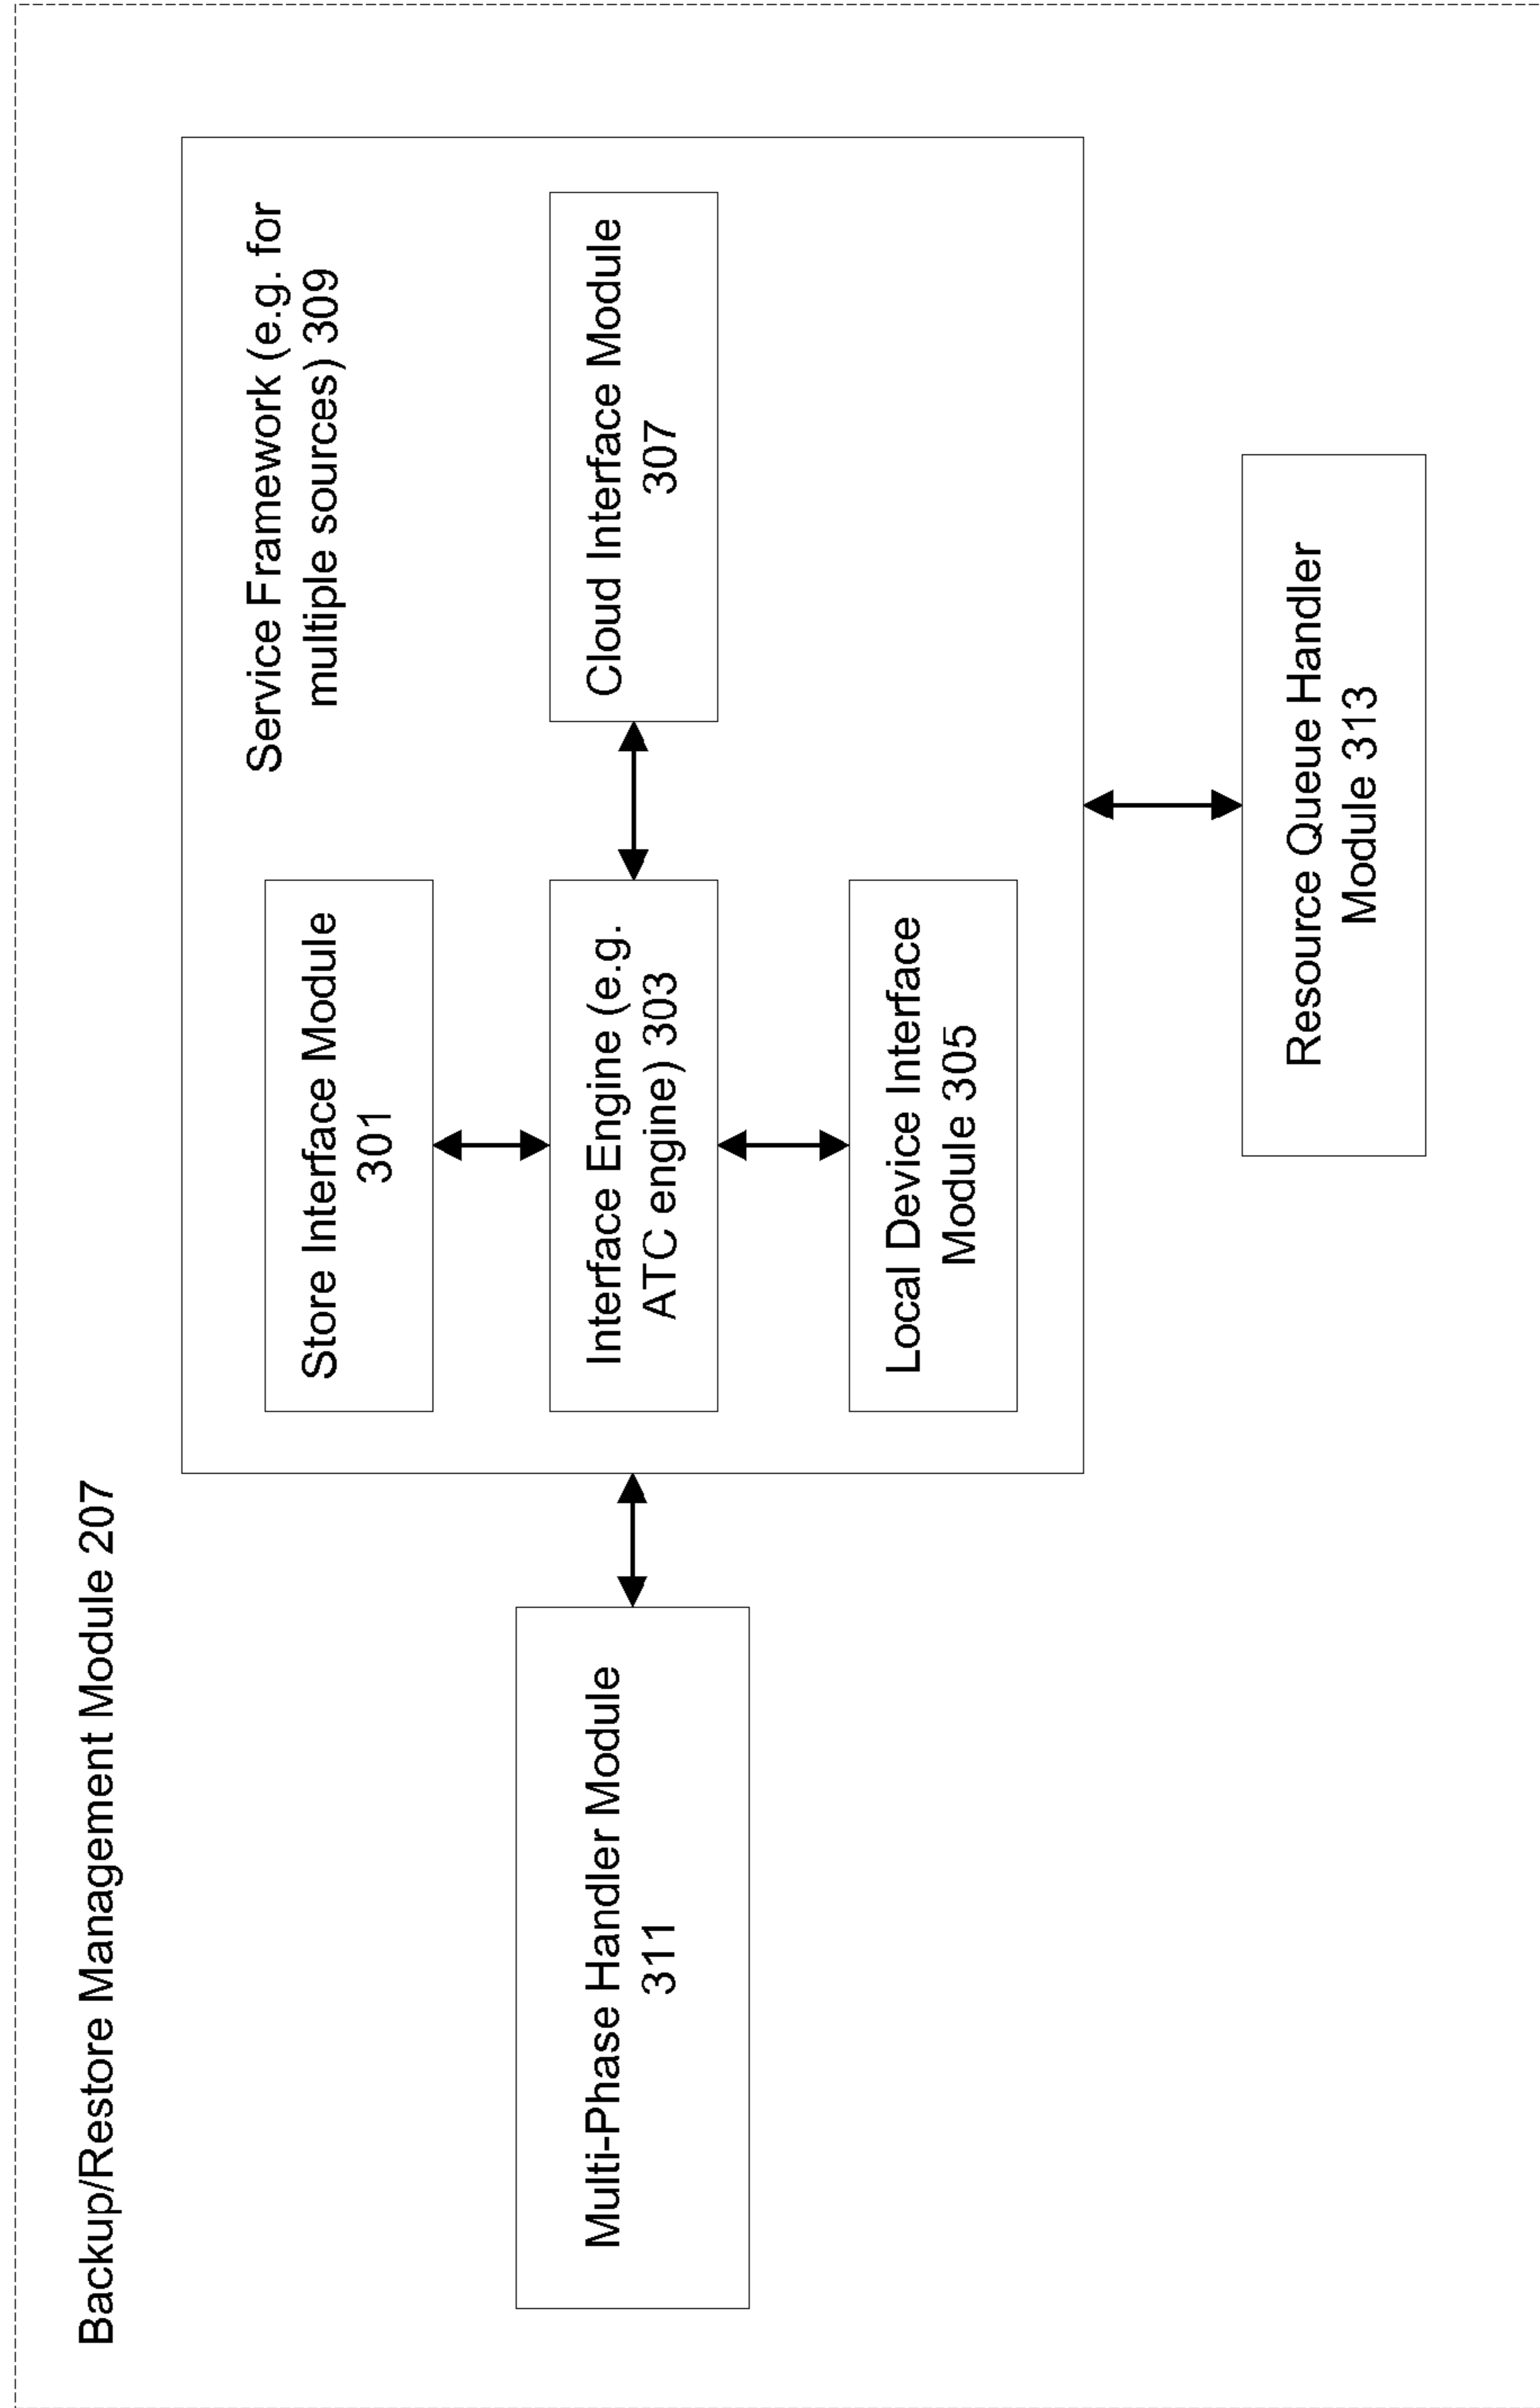 Backup/Restore Management Module 207
Service Framework (e.g. for
multiple sources) 309
Store Interface Module
301
Multi-Phase Handler Module
311
Interface Engine (e.g.
ATC engine) 303
Cloud Interface Module
307
Local Device Interface
Module 305
Resource Queue Handler
Module 313